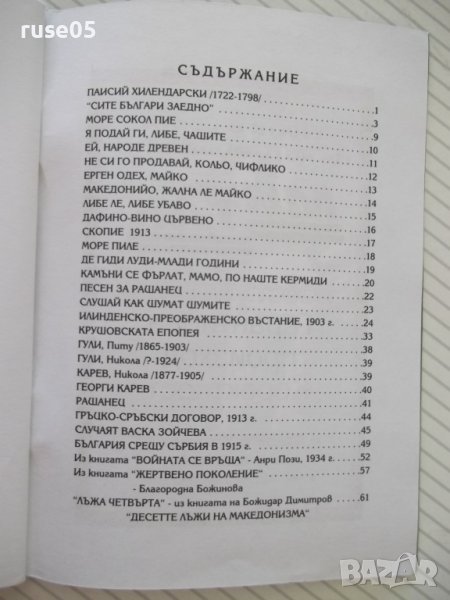 ruse05
СЪДЪРЖАНИЕ
ПАИСИЙ ХИЛЕНДАРСКИ /1722-1798/ 1
"СИТЕ БЪЛГАРИ ЗАЕДНО" 3
МОРЕ СОКОЛ ПИЕ 9
Я ПОДАЙ ГИ, ЛИБЕ, ЧАШИТЕ 10
ЕЙ, НАРОДЕ ДРЕВЕН 11
НЕ СИ ГО ПРОДАВАЙ, КОЛЬО, ЧИФЛИКО 12
ЕРГЕН ОДЕХ, МАЙКО 13
МАКЕДОНИЙО, ЖАЛНА ЛЕ МАЙКО 14
ЛИБЕ ЛЕ, ЛИБЕ УБАВО 15
ДАФИНО-ВИНО ЦЪРВЕНО 16
СКОПИЕ 1913 17
МОРЕ ПИЛЕ 18
ДЕ ГИДИ ЛУДИ-МЛАДИ ГОДИНИ 19
КАМЪНИ СЕ ФЪРЛАТ, МАМО, ПО НАШТЕ КЕРМИДИ 20
ПЕСЕН ЗА РАШАНЕЦ 22
СЛУШАЙ КАК ШУМАТ ШУМИТЕ 23
ИЛИНДЕНСКО-ПРЕОБРАЖЕНСКО ВЪСТАНИЕ, 1903 г. 24
КРУШОВСКАТА ЕПОПЕЯ 33
ГУЛИ, Питу /1865-1903/ 38
ГУЛИ, Никола /?-1924/ 39
КАРЕВ, Никола /1877-1905/ 39
ГЕОРГИ КАРЕВ 40
РАШАНЕЦ 41
ГРЪЦКО-СРЪБСКИ ДОГОВОР, 1913 г. 44
СЛУЧАЯТ ВАСКА ЗОЙЧЕВА 45
БЪЛГАРИЯ СРЕЩУ СЪРБИЯ В 1915 г. 49
Из книгата "ВОЙНАТА СЕ ВРЪЩА" - Анри Пози, 1934 г. 52
Из книгата "ЖЕРТВЕНО ПОКОЛЕНИЕ" 57
- Благородна Божинова
"ЛЪЖА ЧЕТВЪРТА" - из книгата на Божидар Димитров 61
"ДЕСЕТТЕ ЛЪЖИ НА МАКЕДОНИЗМА"
BAZAR